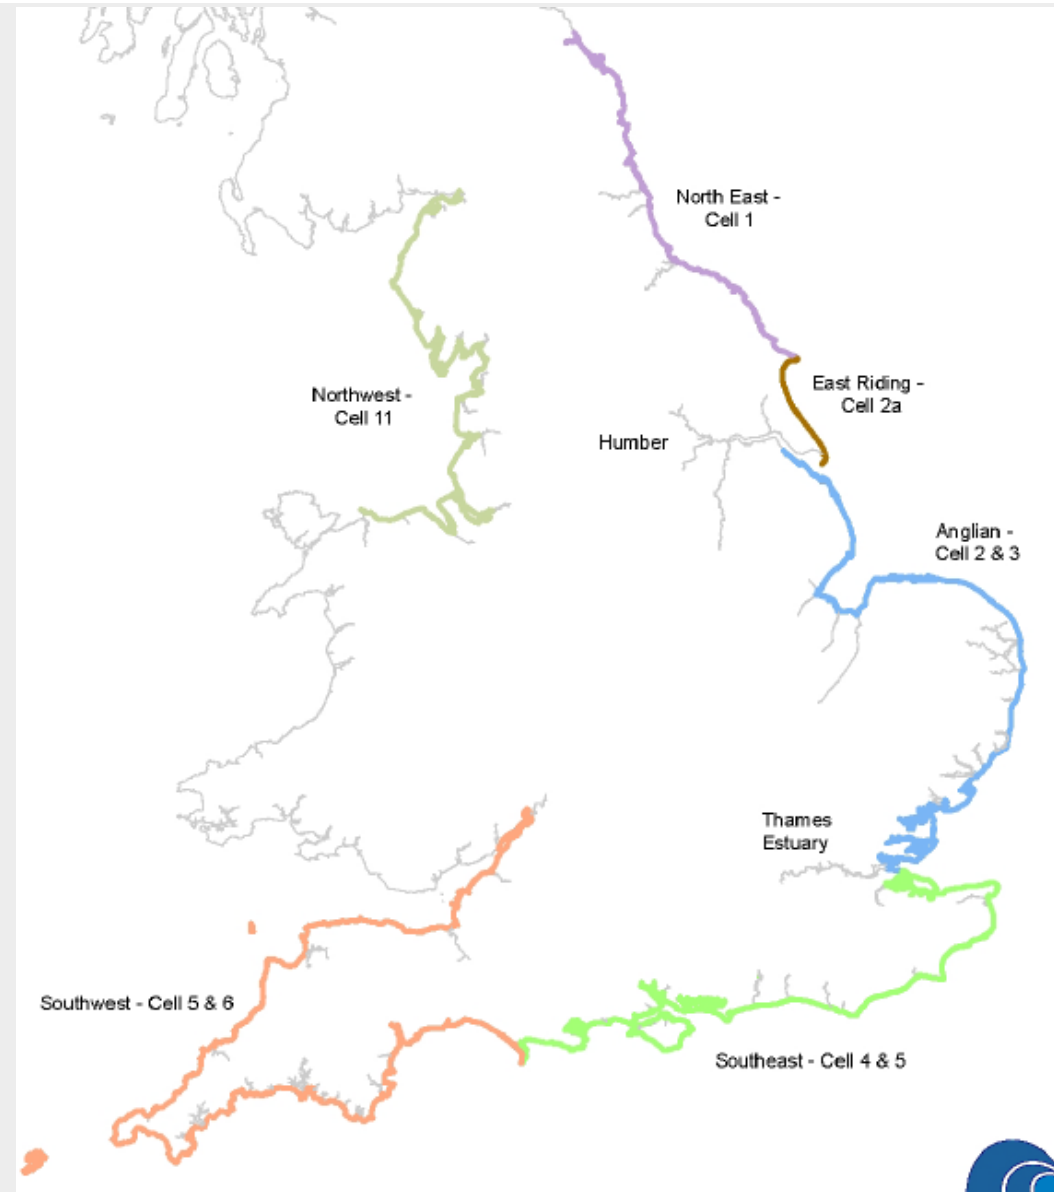 North East -
Cell 1
East Riding -
Cell 2a
Northwest -
Cell 11
Humber
Anglian -
Cell 2 & 3
Thames
Estuary
Southwest - Cell 5 & 6
Southeast - Cell 4 & 5